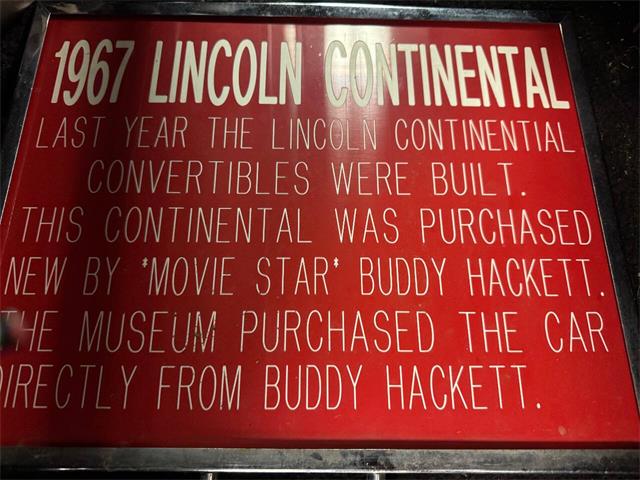 1967 LINCOLN CONTINENTAL
LAST YEAR THE LINCOLN CONTINENTIAL
CONVERTIBLES WERE BUILT.
THIS CONTINENTAL WAS PURCHASED
NEW BY *MOVIE STAR* BUDDY HACKETT.
THE MUSEUM PURCHASED THE CAR
DIRECTLY FROM BUDDY HACKETT.